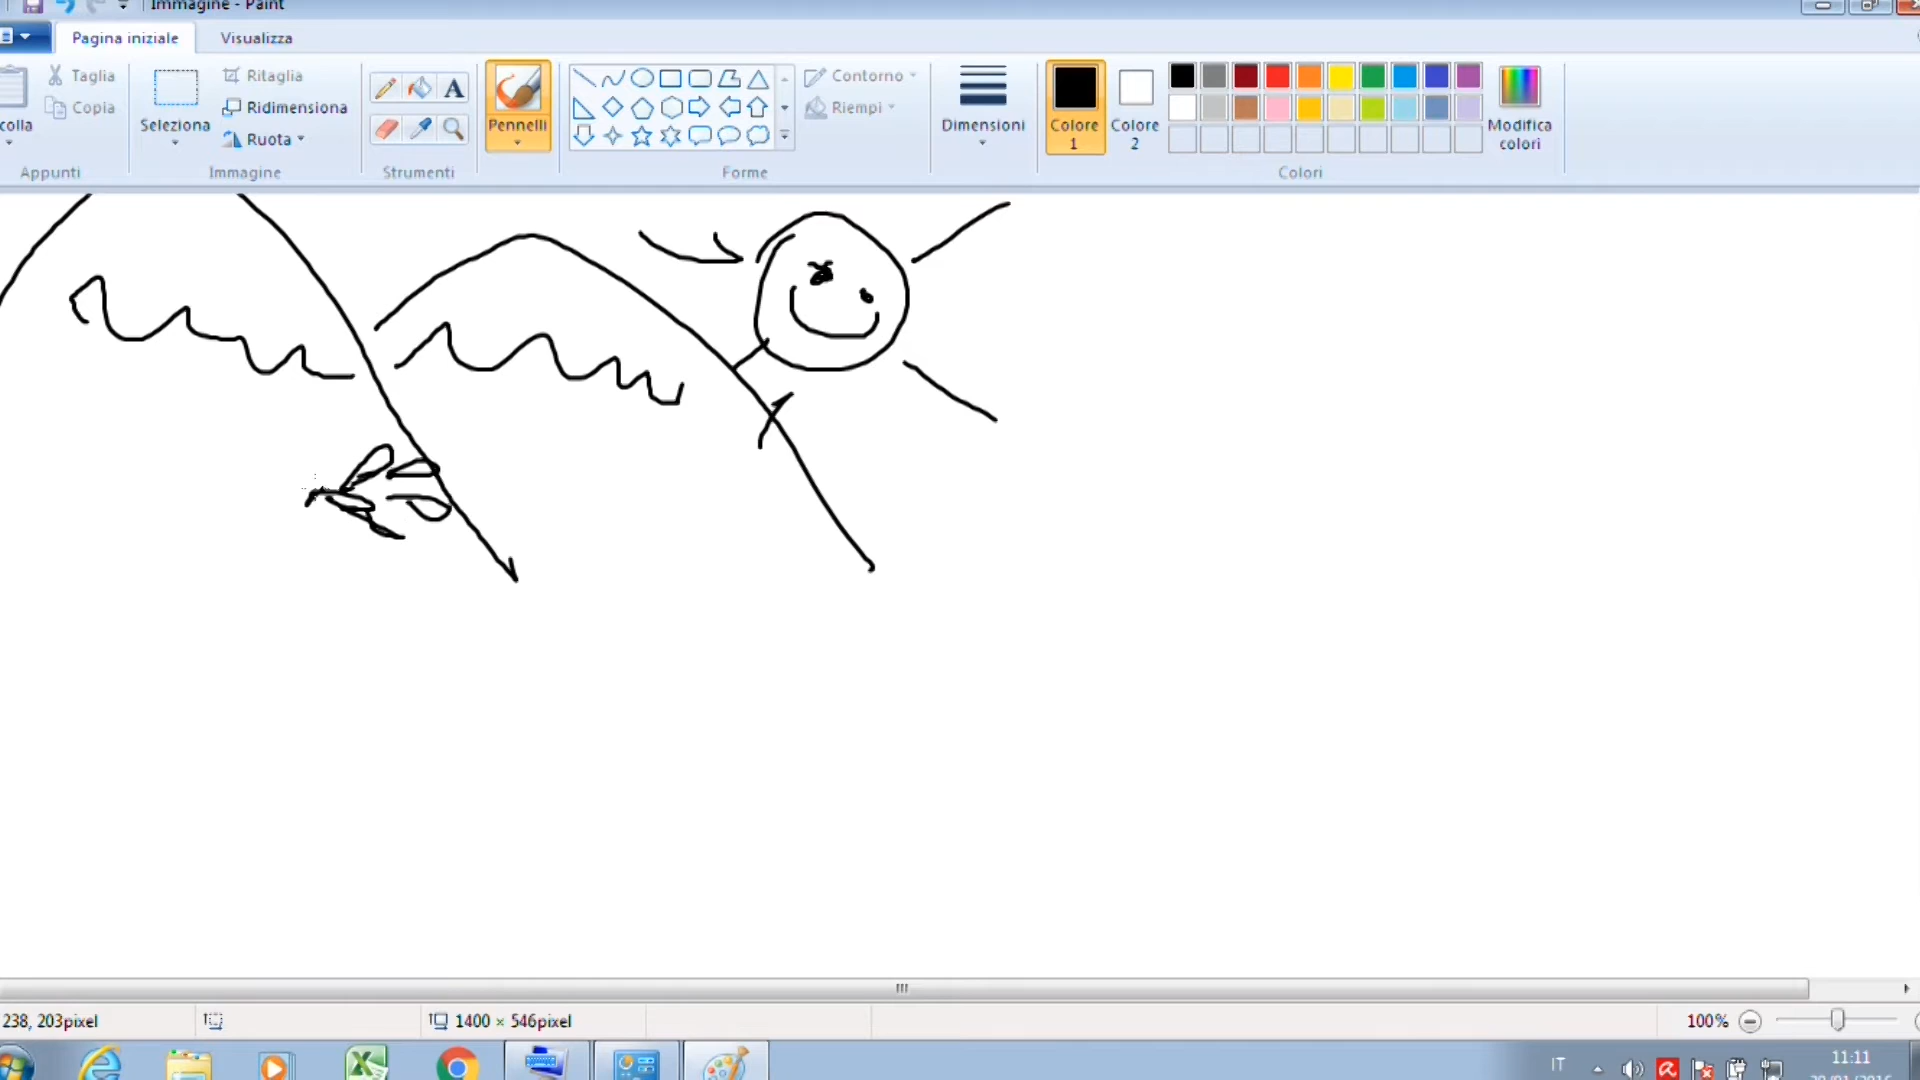 Immagine - Paint
Pagina iniziale Visualizza
Taglia
Copia
colla
Appunti
Seleziona
Ritaglia
Ridimensiona
Ruota
Immagine
A
Strumenti
Pennelli
Contorno
Riempi
Forme
Dimensioni
Colore 1
Colore 2
Modifica colori
Colori
238, 203pixel
1400 × 546pixel
100%
IT
11:11